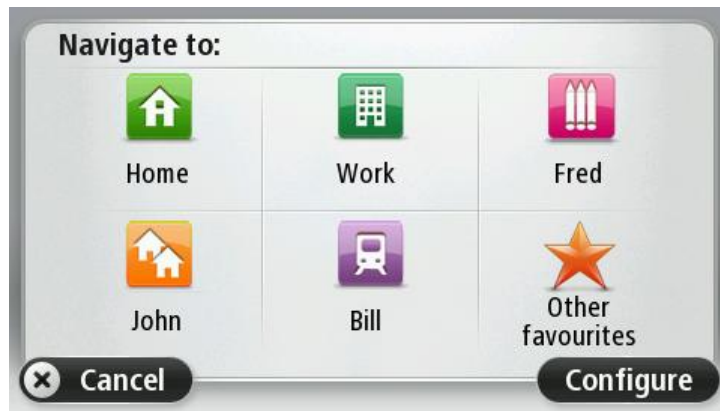 Navigate to:
Home
Work
Fred
John
Bill
Other
favourites
Cancel
Configure